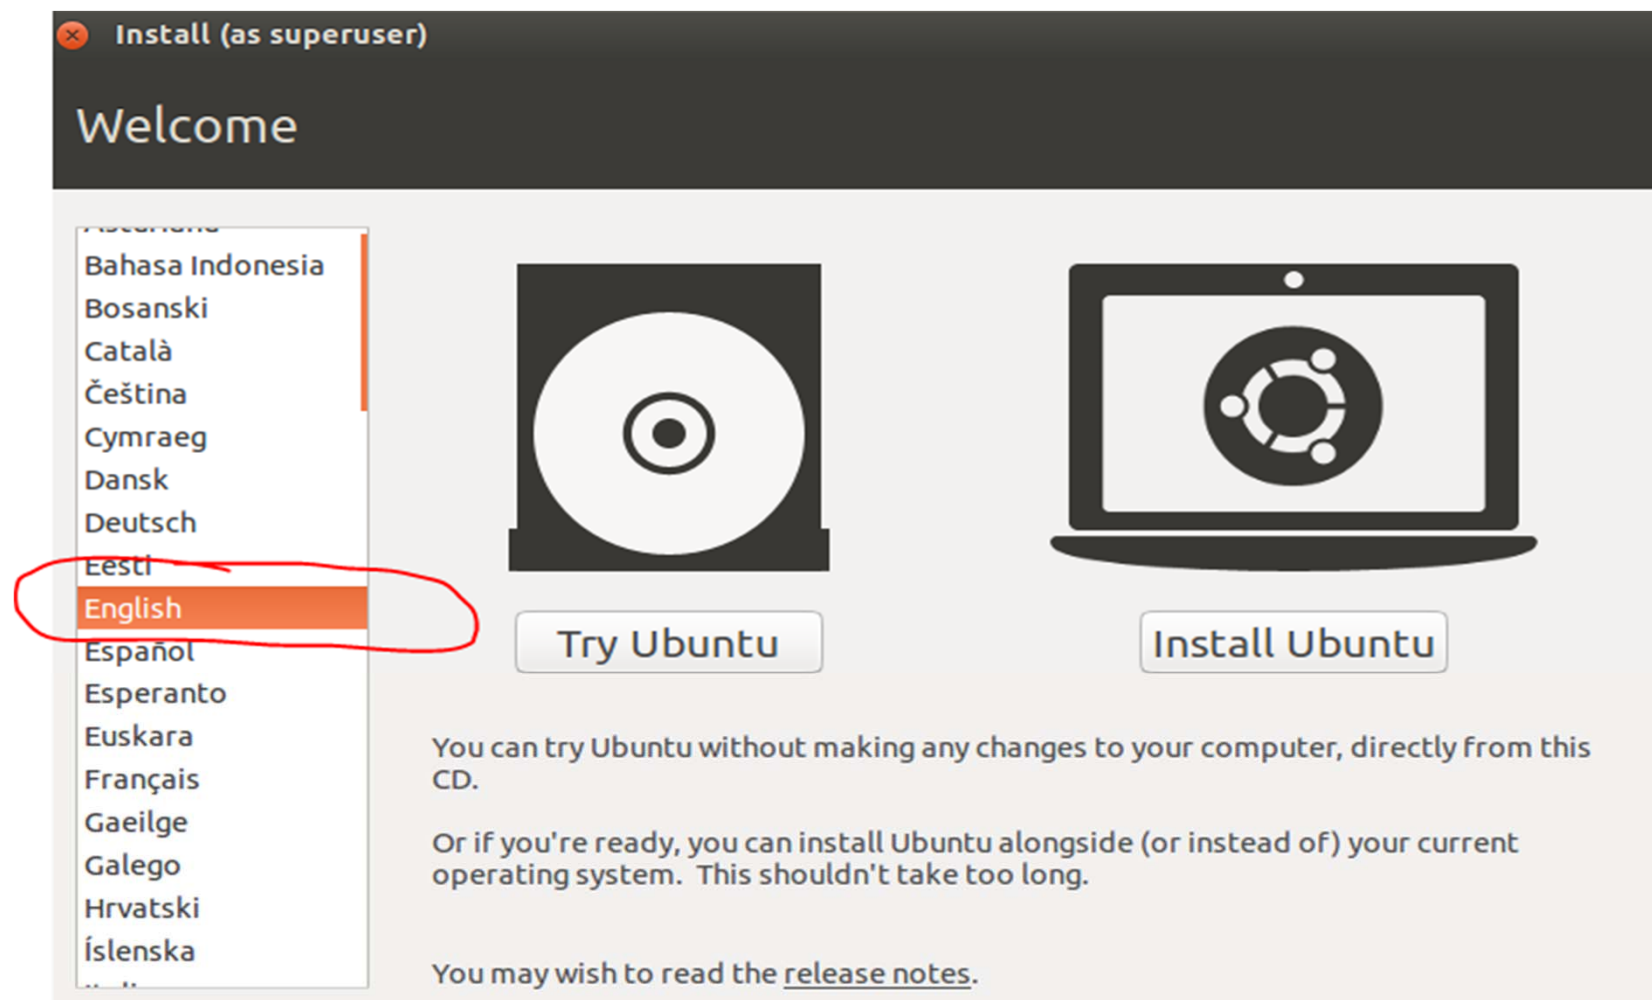 Install (as superuser)
Welcome
Bahasa Indonesia
Bosanski
Català
Čeština
Cymraeg
Dansk
Deutsch
Eesti
English
Español
Esperanto
Euskara
Français
Gaeilge
Galego
Hrvatski
Íslenska
Try Ubuntu
Install Ubuntu
You can try Ubuntu without making any changes to your computer, directly from this
CD.
Or if you're ready, you can install Ubuntu alongside (or instead of) your current
operating system.  This shouldn't take too long.
You may wish to read the release notes.